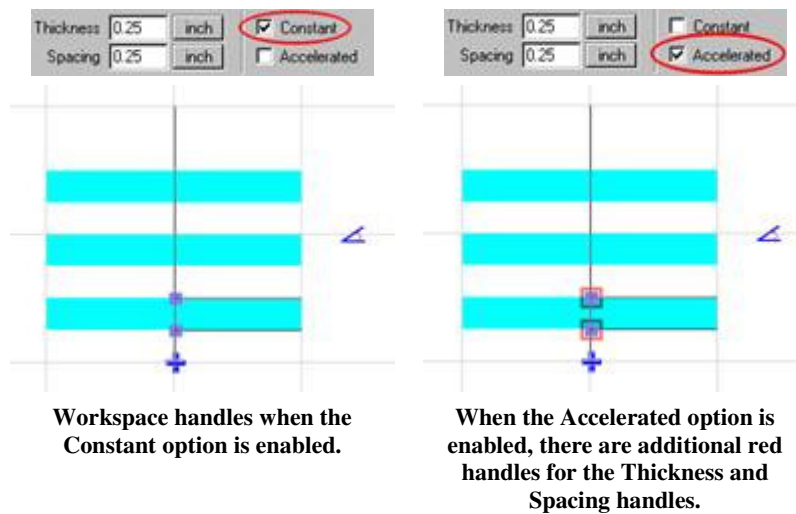 Thickness 0.25 inch Constant
Spacing 0.25 inch Accelerated
Thickness 0.25 inch Constant
Spacing 0.25 inch Accelerated
Workspace handles when the
Constant option is enabled.
When the Accelerated option is
enabled, there are additional red
handles for the Thickness and
Spacing handles.